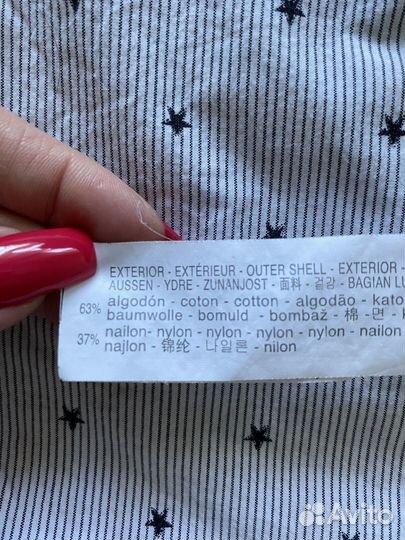 EXTERIOR - EXTÉRIEUR - OUTER SHELL - EXTERIOR -
AUSSEN - YDRE - ZUNANJOST - 面料 - 겉감 - BAGIAN LU
63% algodón - coton - cotton - algodão - kato
baumwolle - bomuld - bombaž - 棉 - 면 - k
37% nailon- nylon - nylon - nylon - nylon - nailon
najlon - 锦纶 - 나일론 - nilon
Avito